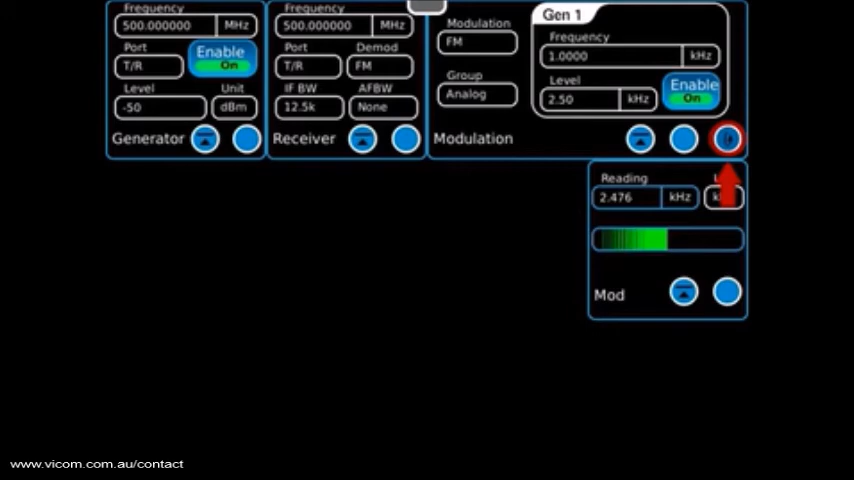 Frequency
500.000000 MHz
Port
T/R
Enable
On
Level
-50
Unit
dBm
Generator
Frequency
500.000000 MHz
Port
T/R
Demod
FM
IF BW
12.5k
AFBW
None
Receiver
Modulation
FM
Group
Analog
Gen 1
Frequency
1.0000 kHz
Level
2.50 kHz
Enable
On
Modulation
Reading
2.476 kHz
Mod
www.vicom.com.au/contact